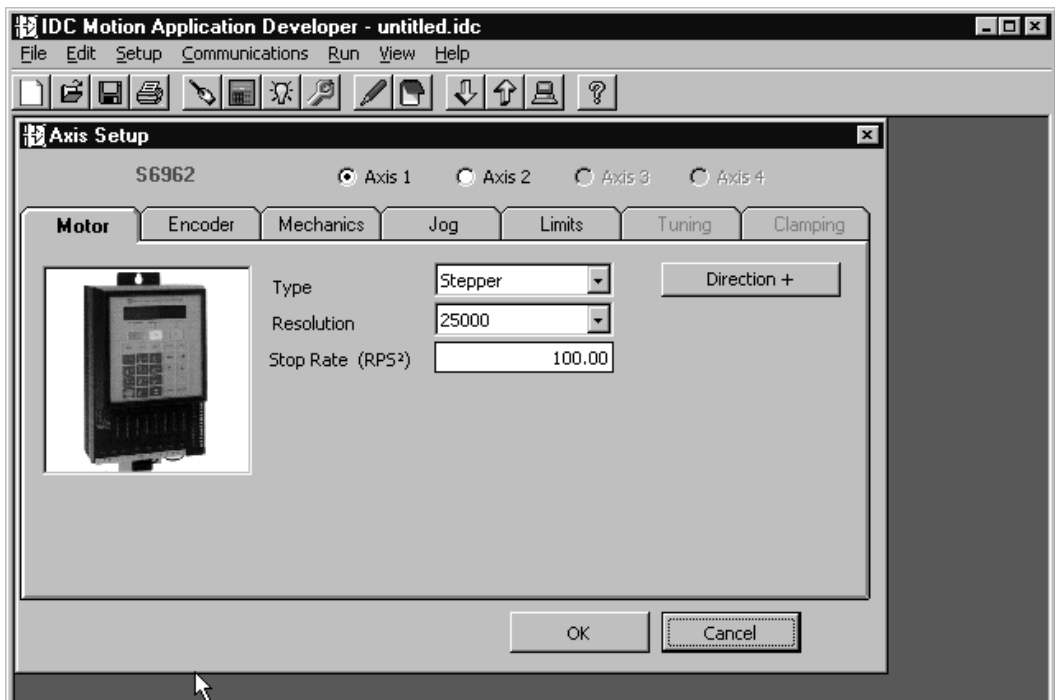 IDC Motion Application Developer - untitled.idc
File Edit Setup Communications Run View Help
Axis Setup
S6962 Axis 1 Axis 2 Axis 3 Axis 4
Motor Encoder Mechanics Jog Limits Tuning Clamping
Type Stepper Direction +
Resolution 25000
Stop Rate (RPS²) 100.00
OK Cancel